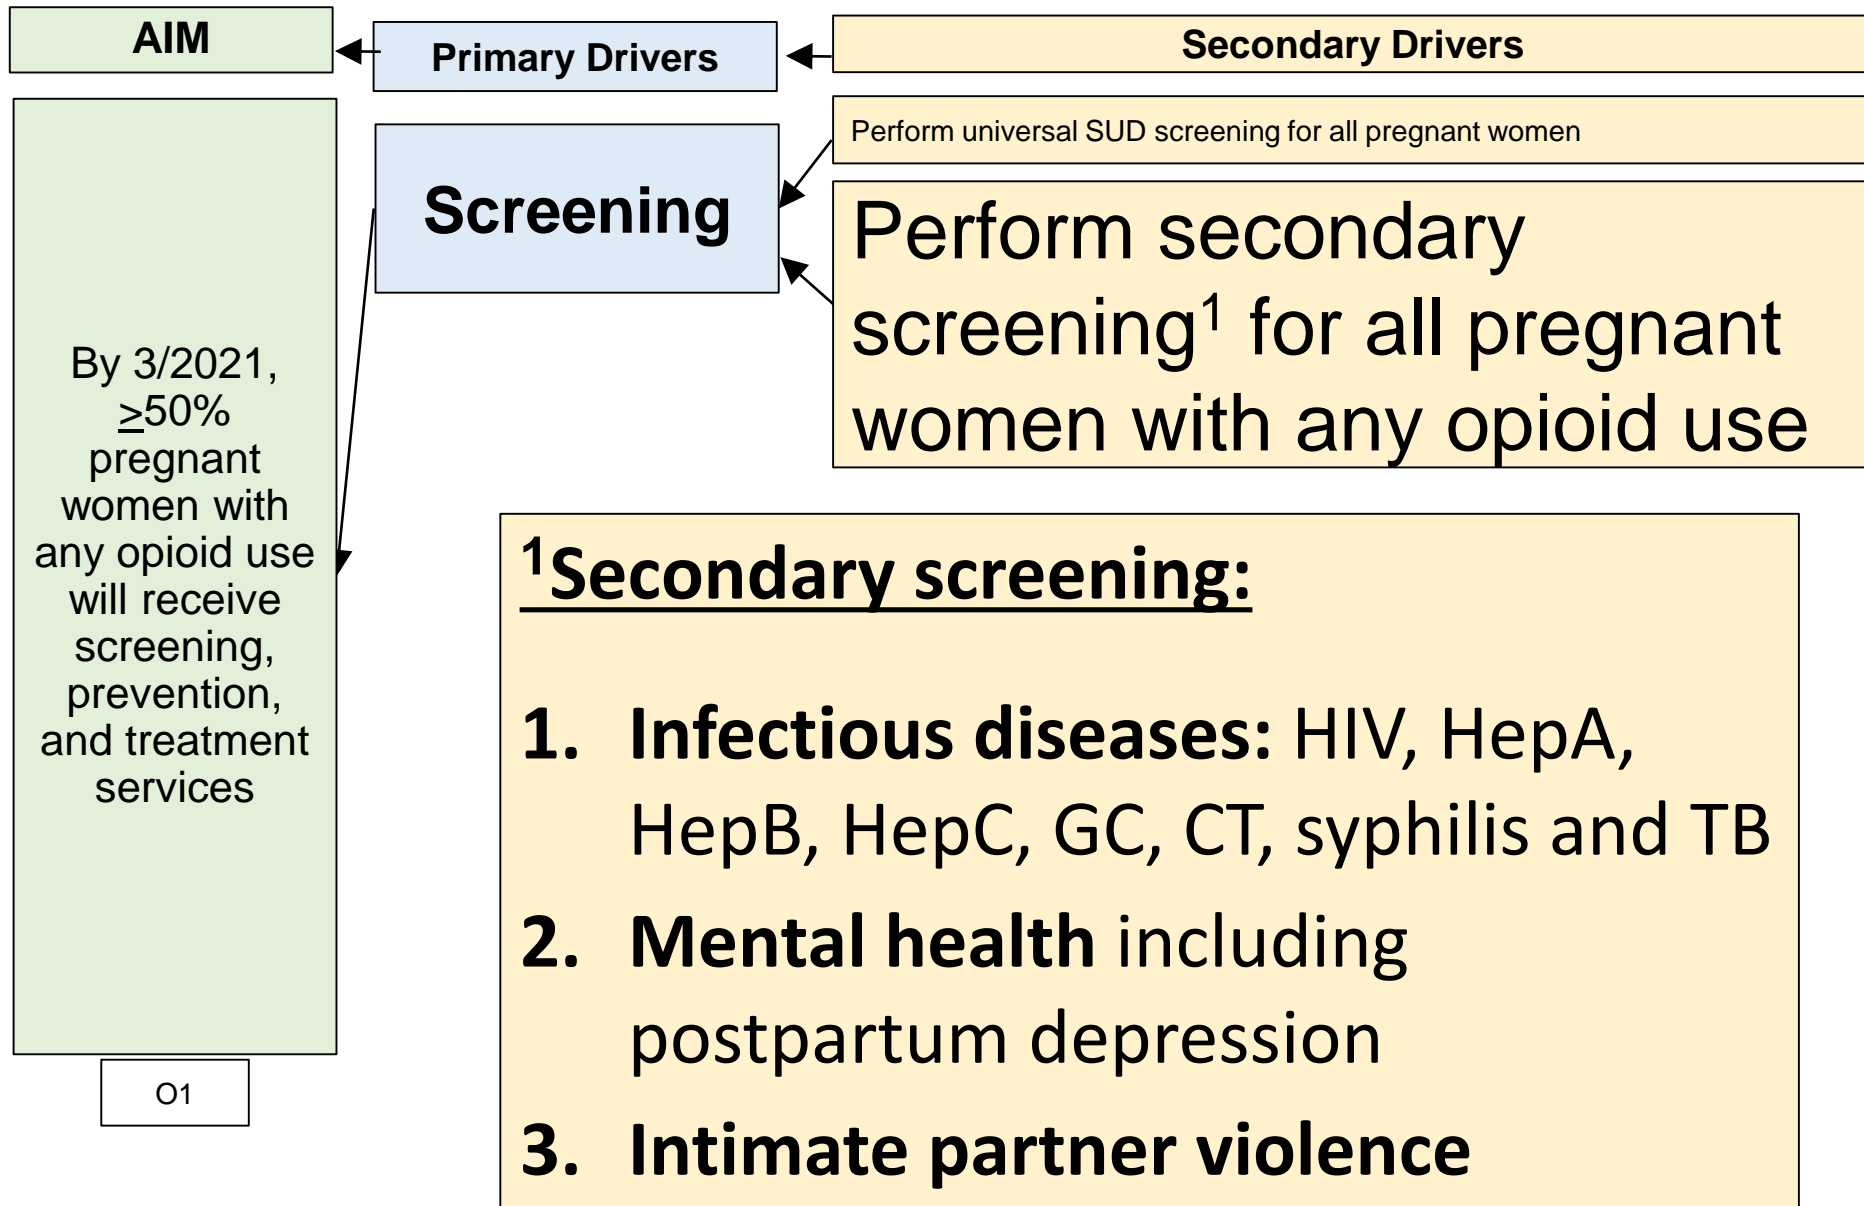 AIM
Primary Drivers
Secondary Drivers
By 3/2021,
≥50%
pregnant
women with
any opioid use
will receive
screening,
prevention,
and treatment
services
O1
Screening
Perform universal SUD screening for all pregnant women
Perform secondary
screening¹ for all pregnant
women with any opioid use
¹Secondary screening:
1. Infectious diseases: HIV, HepA,
HepB, HepC, GC, CT, syphilis and TB
2. Mental health including
postpartum depression
3. Intimate partner violence